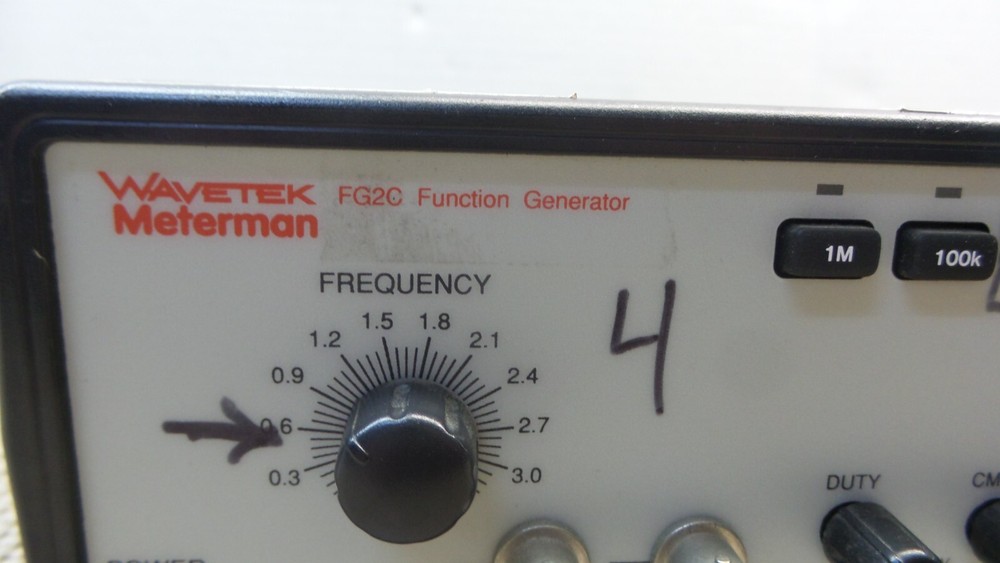 WAVETEK
Meterman
FG2C Function Generator
1M
100k
FREQUENCY
0.3
0.6
0.9
1.2
1.5
1.8
2.1
2.4
2.7
3.0
4
DUTY
POWER